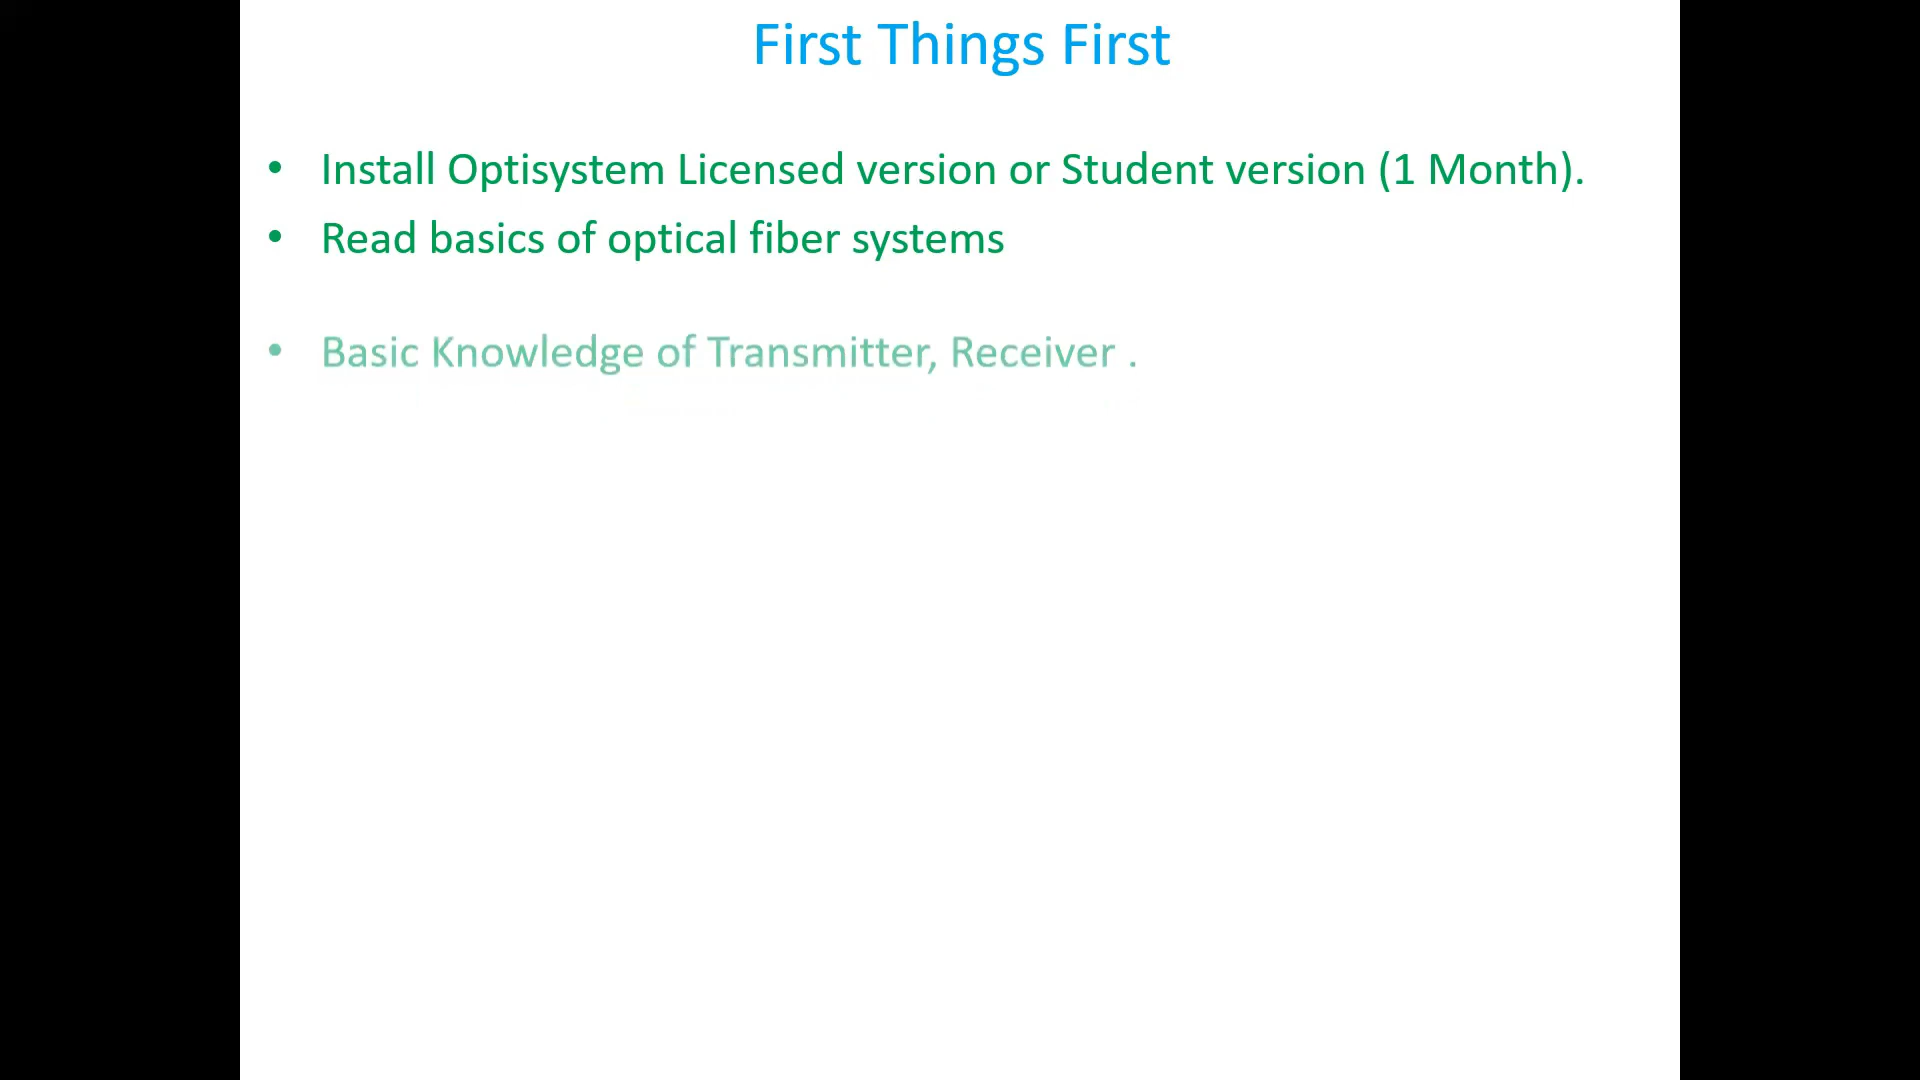 First Things First
• Install Optisystem Licensed version or Student version (1 Month).
• Read basics of optical fiber systems
• Basic Knowledge of Transmitter, Receiver .